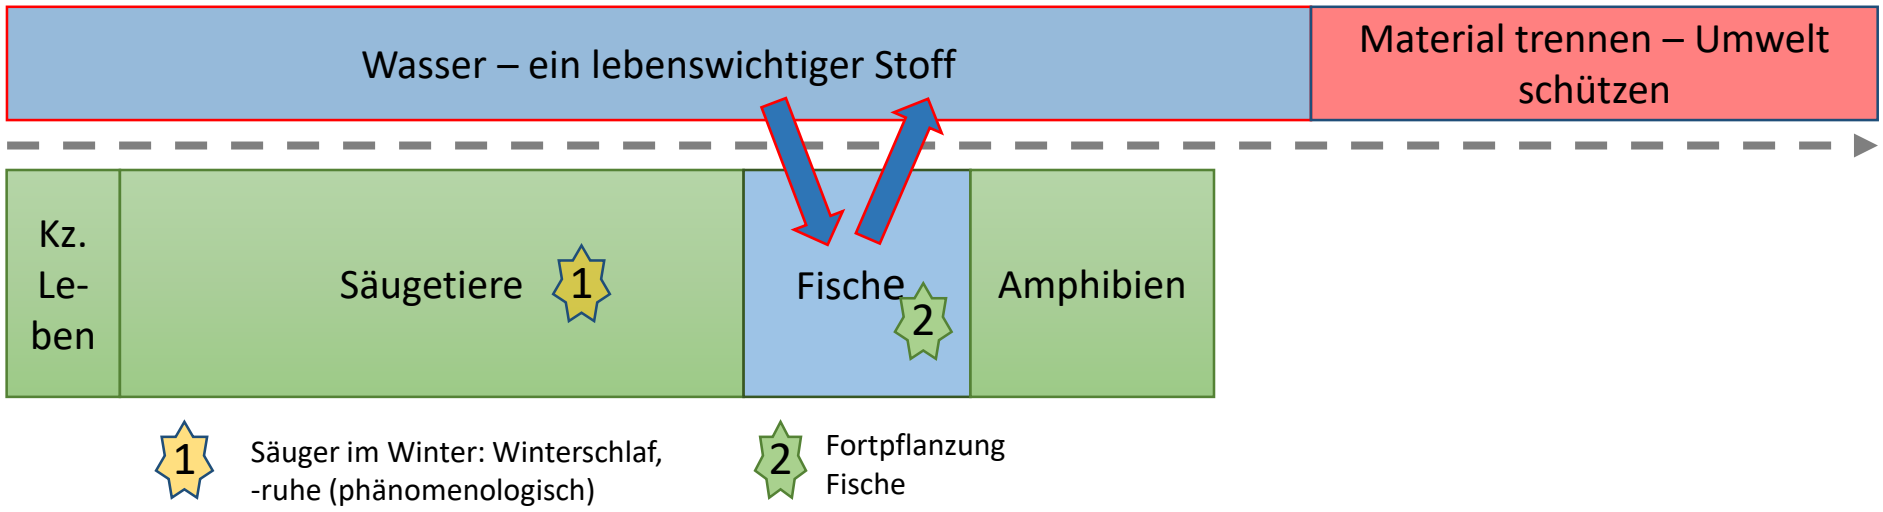 Wasser – ein lebenswichtiger Stoff
Material trennen – Umwelt
schützen
Kz.
Le-
ben
Säugetiere
1
Fische
2
Amphibien
1
Säuger im Winter: Winterschlaf,
-ruhe (phänomenologisch)
2
Fortpflanzung
Fische